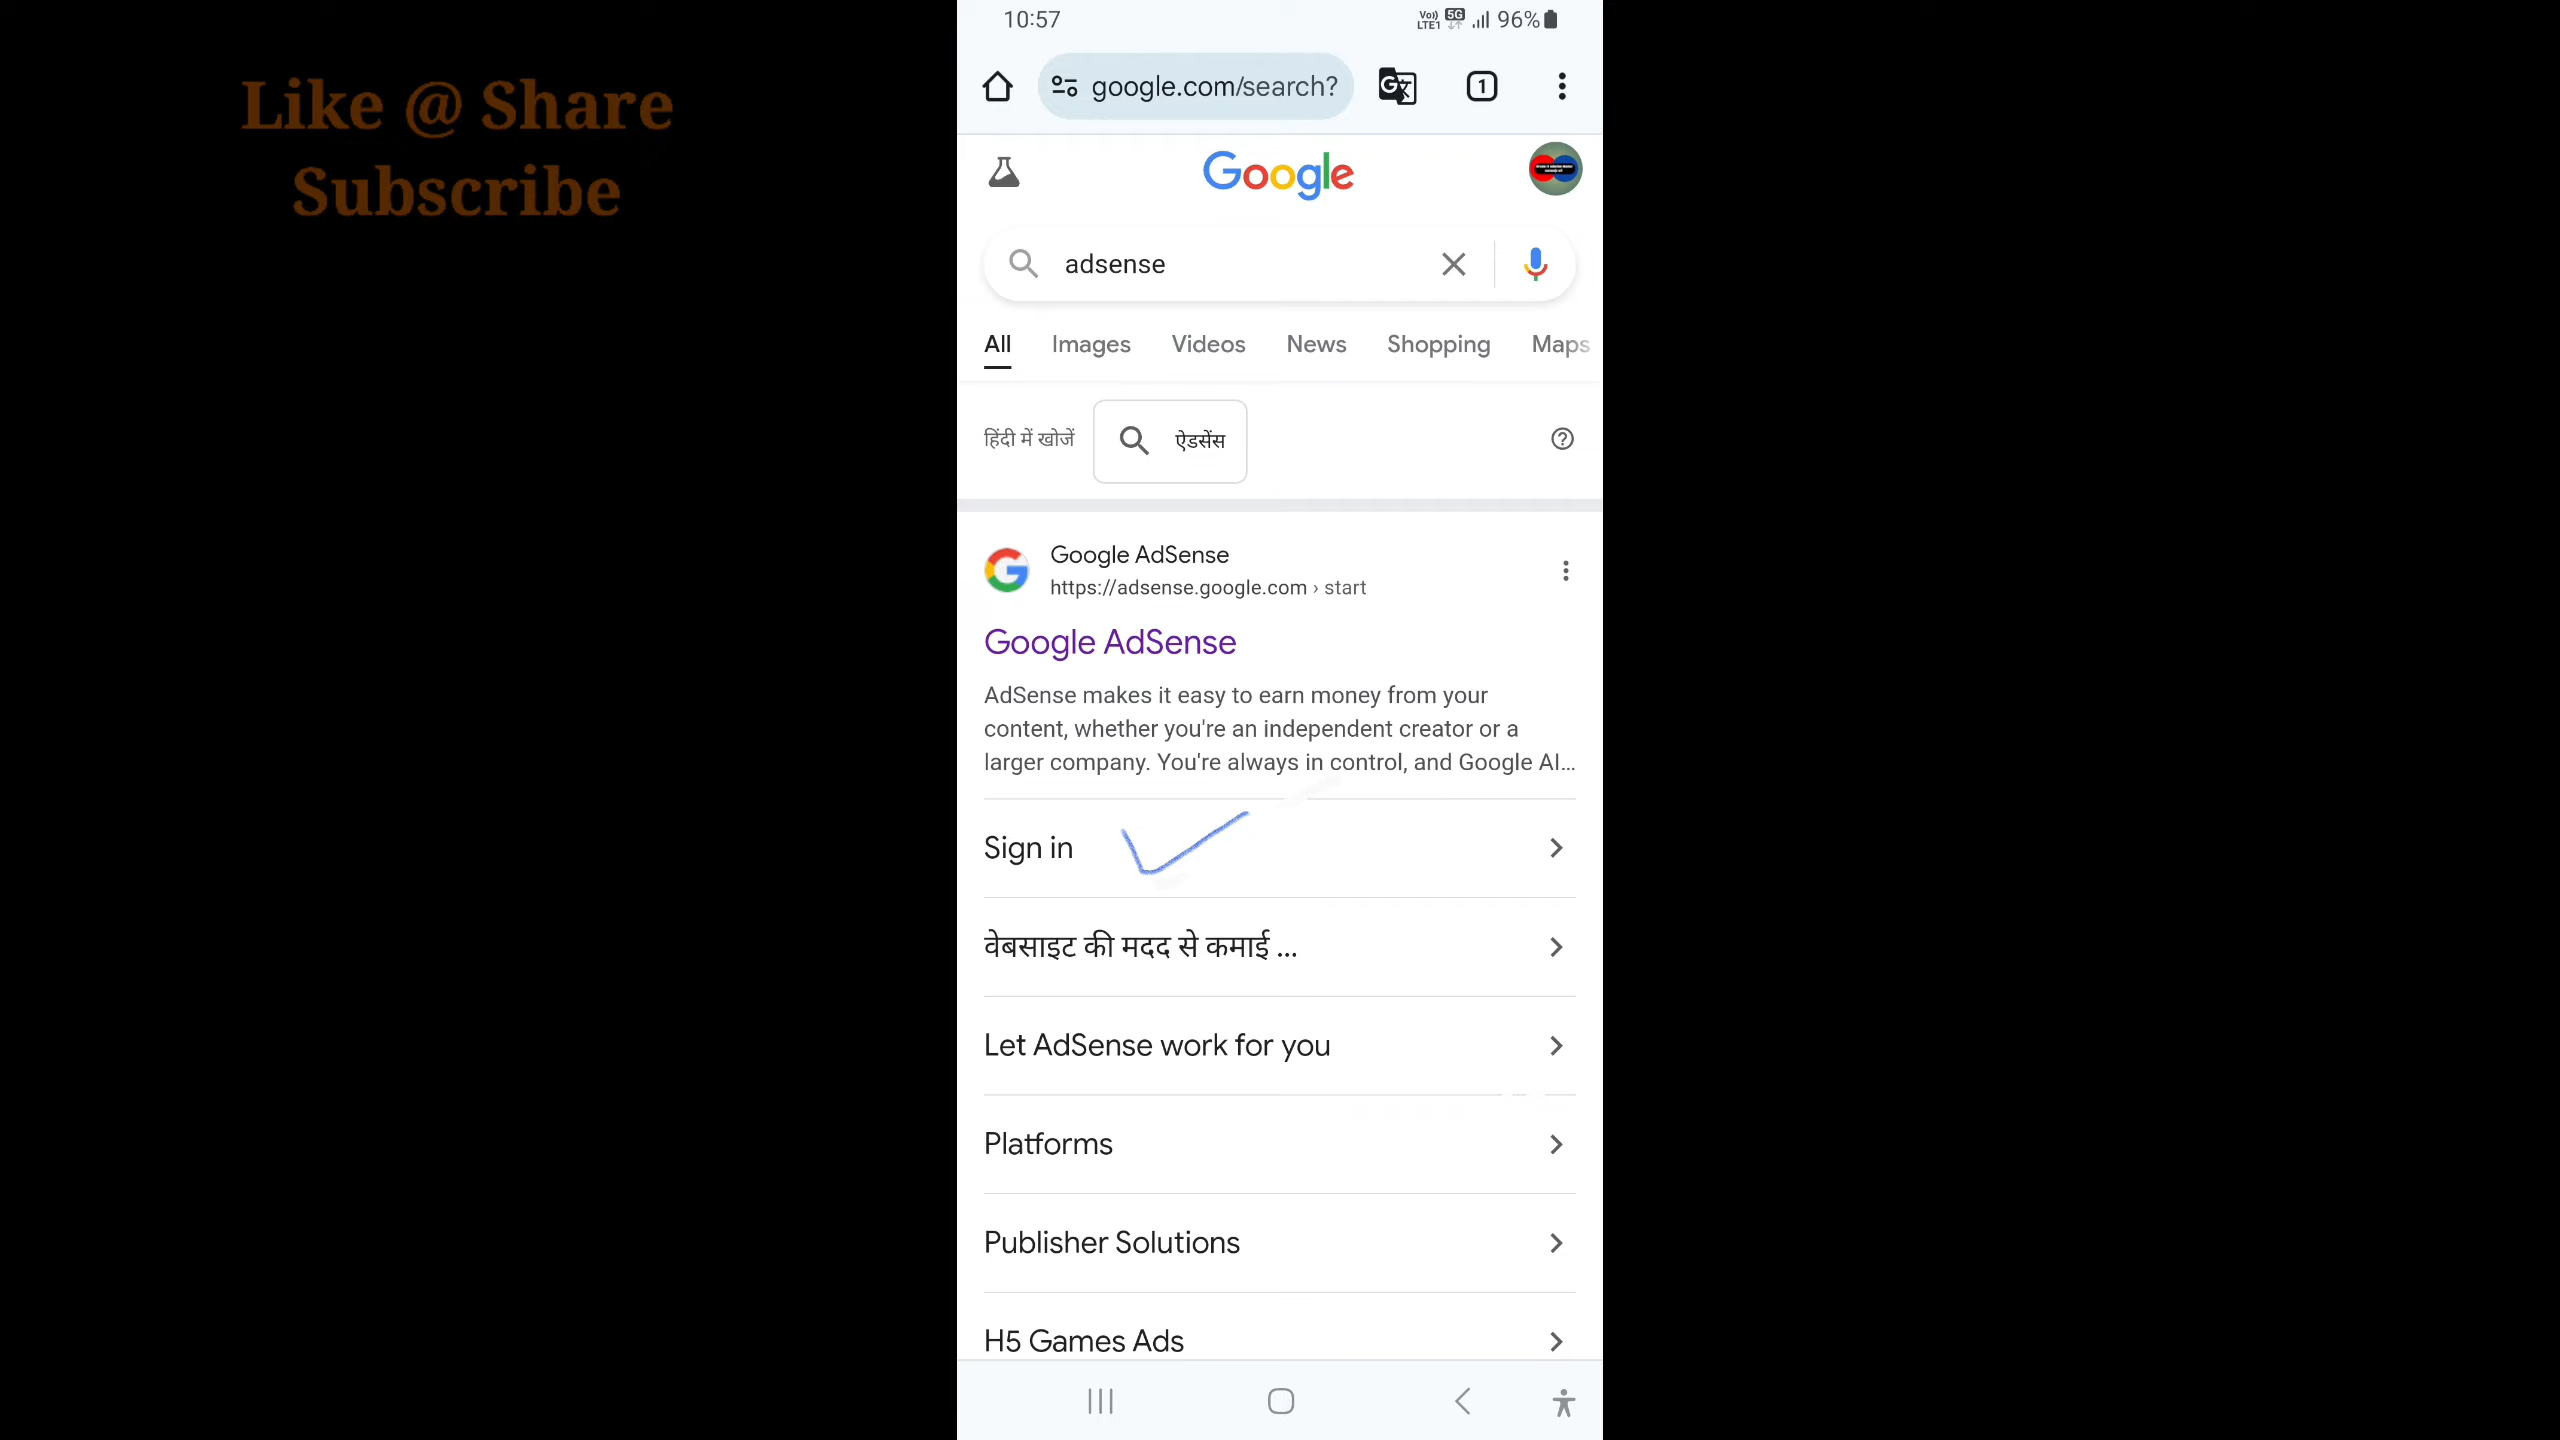 Like @ Share
Subscribe
10:57
Vo)) LTE1 5G 96%
google.com/search?
1
Google
adsense
All Images Videos News Shopping Maps
हिंदी में खोजें ऐडसेंस
Google AdSense
https://adsense.google.com › start
Google AdSense
AdSense makes it easy to earn money from your
content, whether you're an independent creator or a
larger company. You're always in control, and Google AI...
Sign in
वेबसाइट की मदद से कमाई ...
Let AdSense work for you
Platforms
Publisher Solutions
H5 Games Ads